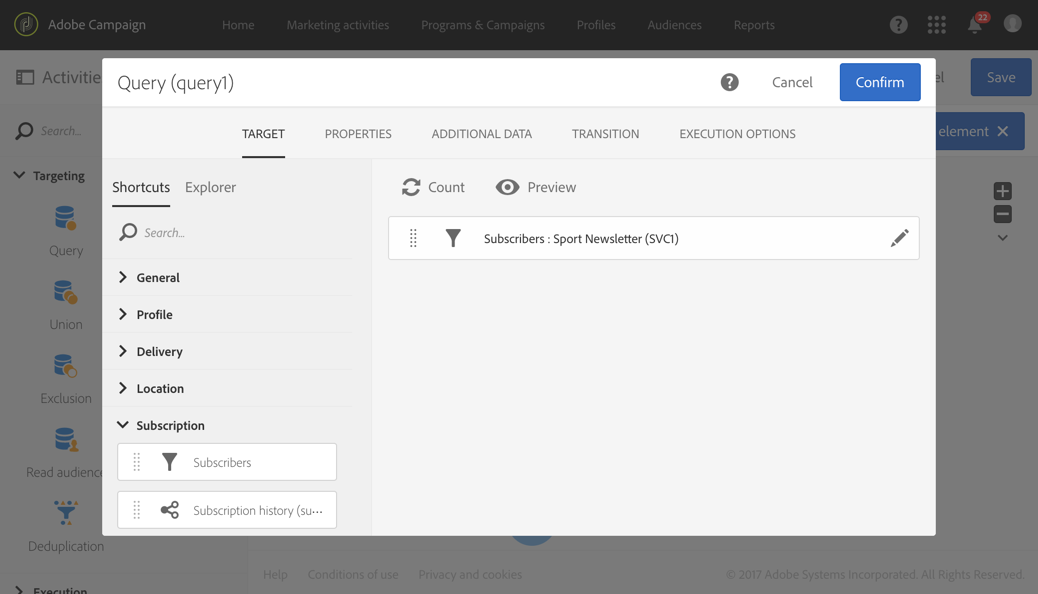 Adobe Campaign
Home
Marketing activities
Programs & Campaigns
Profiles
Audiences
Reports
?
22
Activitie
el
Save
Query (query1)
?
Cancel
Confirm
Search...
element
TARGET
PROPERTIES
ADDITIONAL DATA
TRANSITION
EXECUTION OPTIONS
Targeting
Query
Union
Exclusion
Read audience
Deduplication
Execution
Shortcuts
Explorer
Search...
General
Profile
Delivery
Location
Subscription
Subscribers
Subscription history (su...
Count
Preview
Subscribers : Sport Newsletter (SVC1)
Help
Conditions of use
Privacy and cookies
© 2017 Adobe Systems Incorporated. All Rights Reserved.